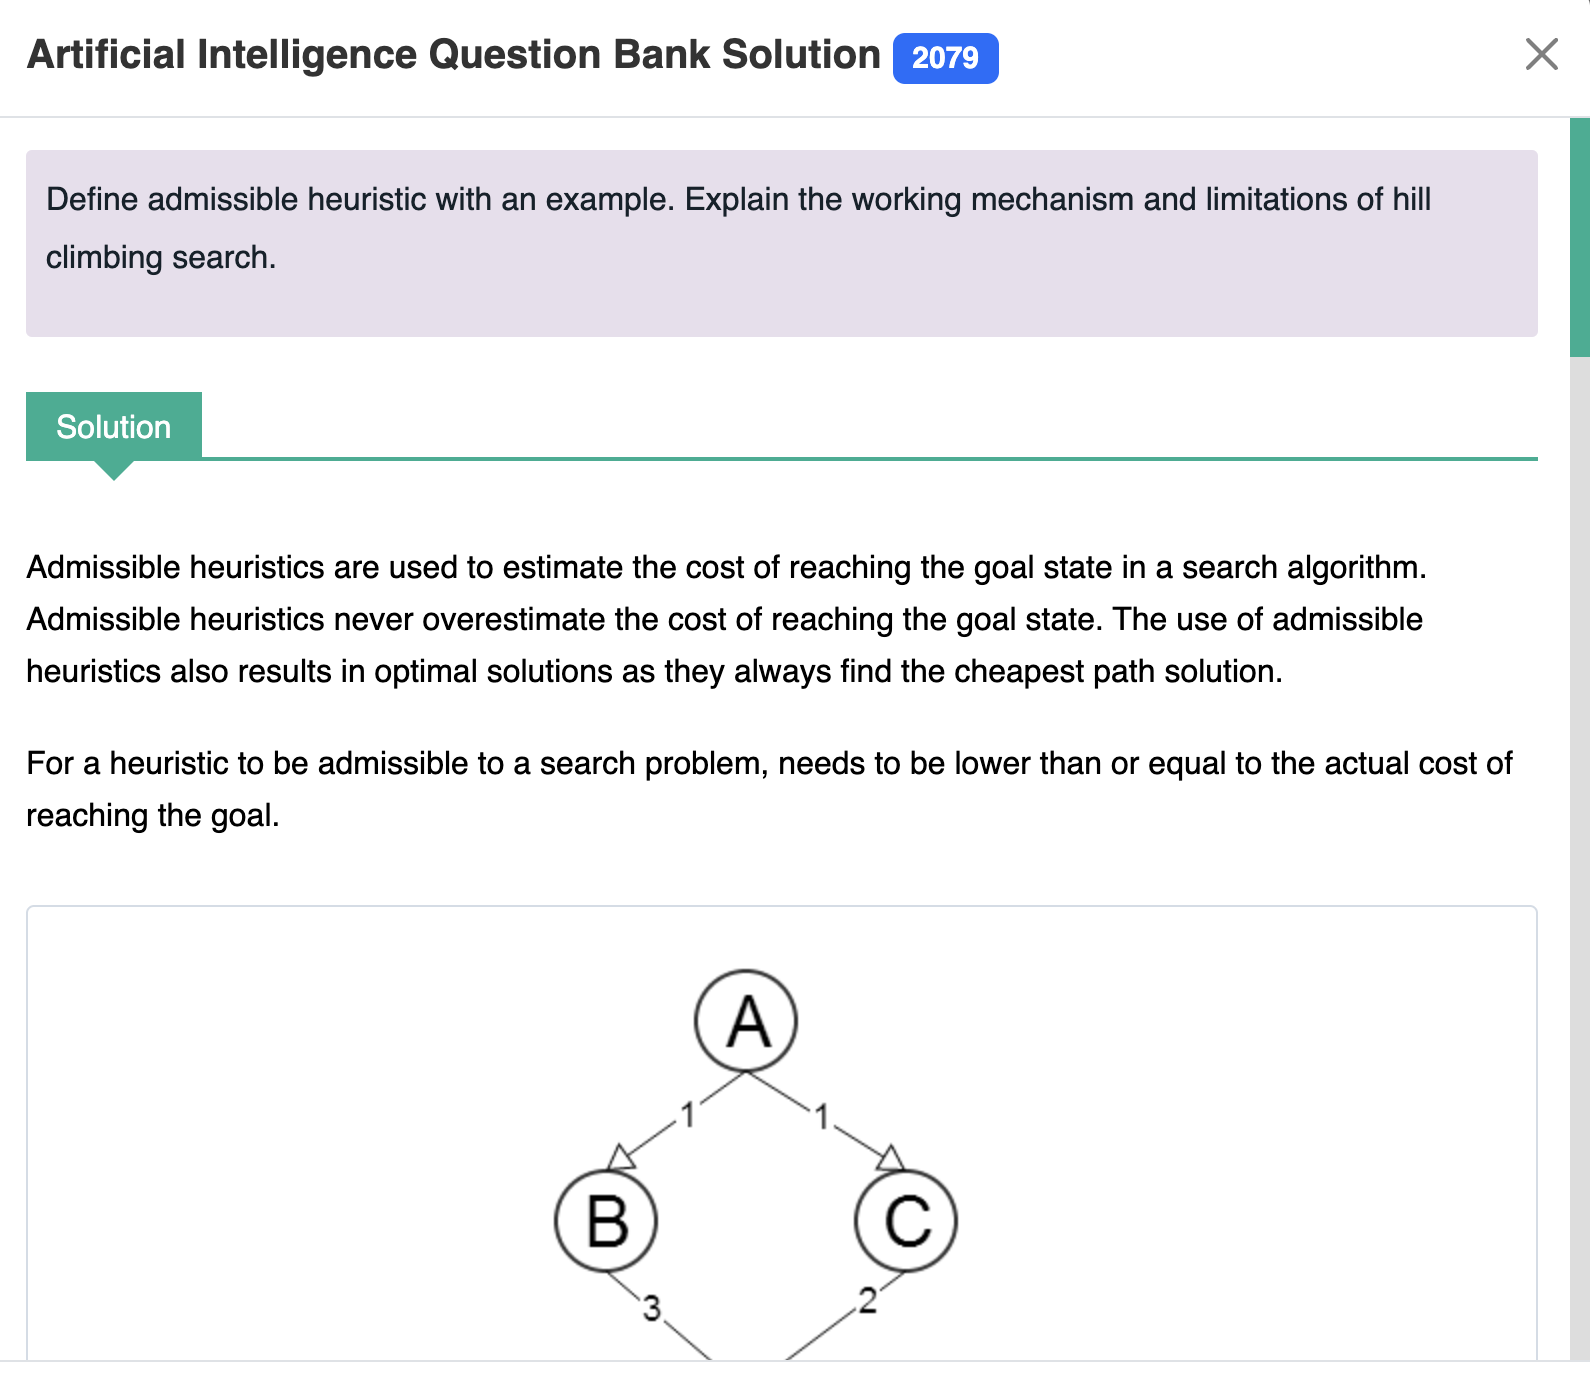 Artificial Intelligence Question Bank Solution 2079
Define admissible heuristic with an example. Explain the working mechanism and limitations of hill
climbing search.
Solution
Admissible heuristics are used to estimate the cost of reaching the goal state in a search algorithm.
Admissible heuristics never overestimate the cost of reaching the goal state. The use of admissible
heuristics also results in optimal solutions as they always find the cheapest path solution.
For a heuristic to be admissible to a search problem, needs to be lower than or equal to the actual cost of
reaching the goal.
A
1 1
B C
3 2